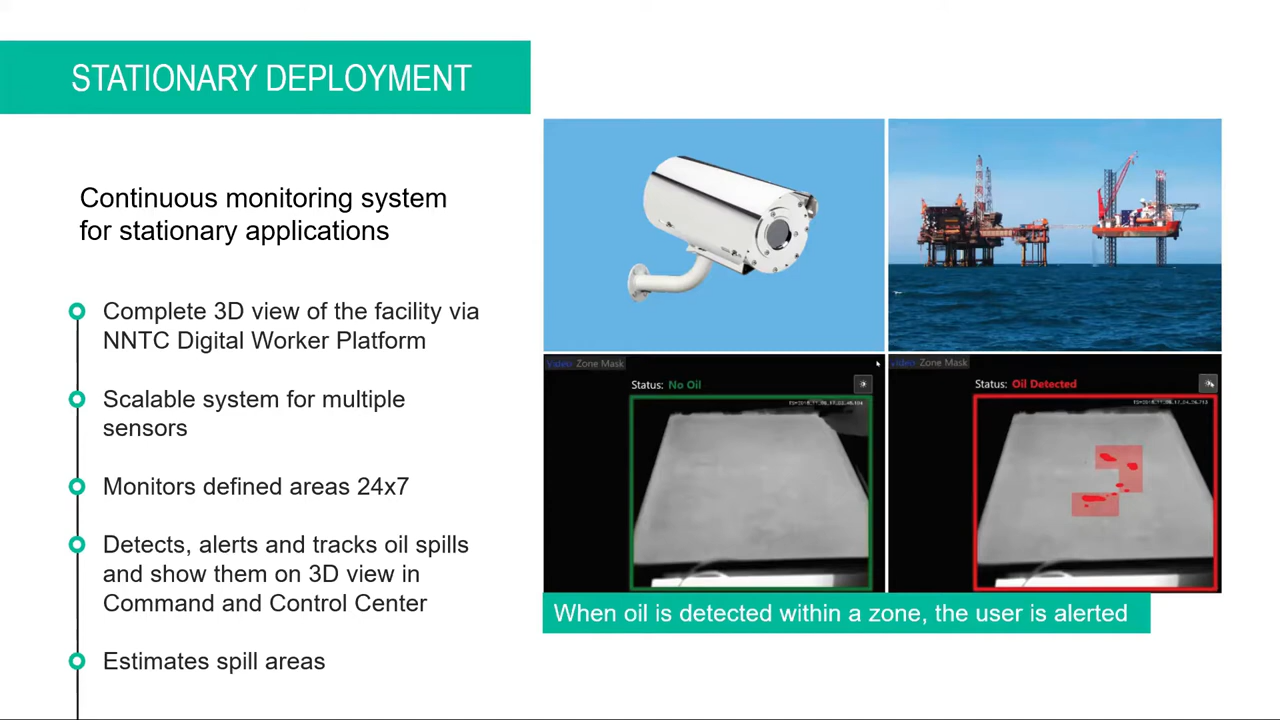 STATIONARY DEPLOYMENT
Continuous monitoring system
for stationary applications
Complete 3D view of the facility via
NNTC Digital Worker Platform
Scalable system for multiple
sensors
Monitors defined areas 24x7
Detects, alerts and tracks oil spills
and show them on 3D view in
Command and Control Center
Estimates spill areas
Video Zone Mask
Status: No Oil
Video Zone Mask
Status: Oil Detected
When oil is detected within a zone, the user is alerted